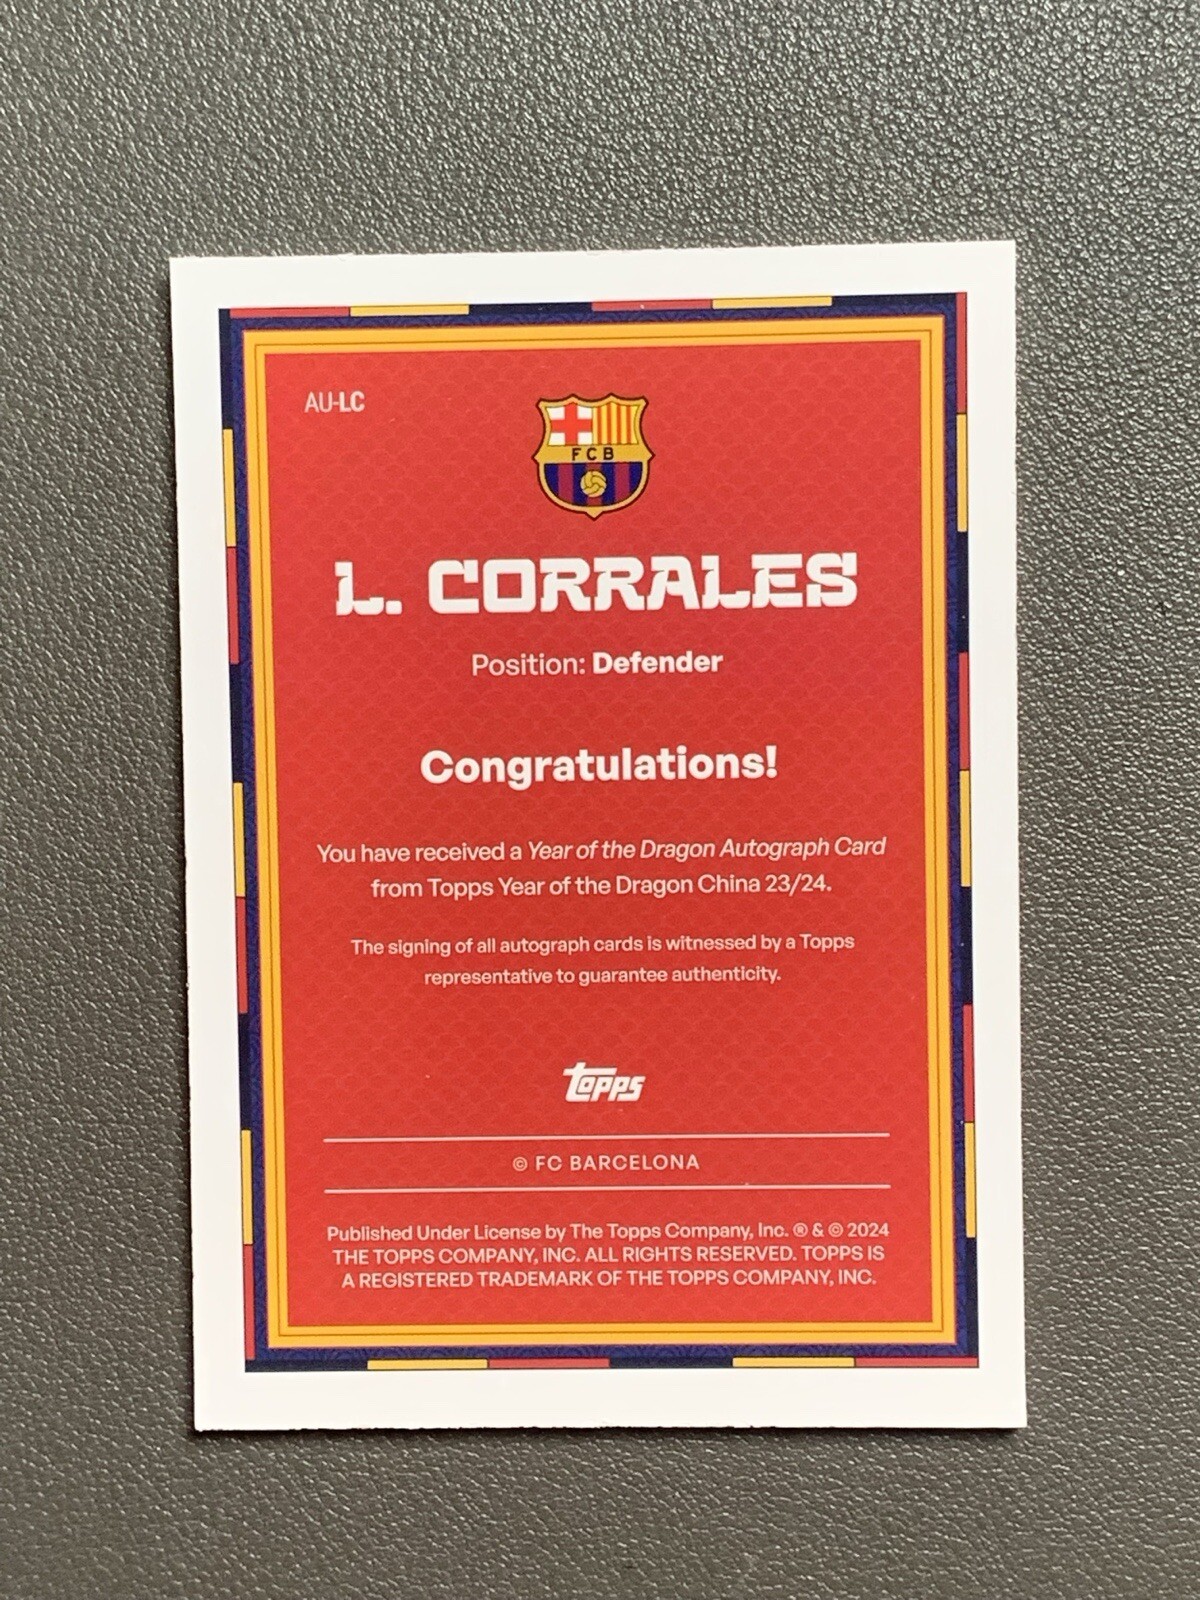 AU-LC
FCB
L. CORRALES
Position: Defender
Congratulations!
You have received a Year of the Dragon Autograph Card
from Topps Year of the Dragon China 23/24.
The signing of all autograph cards is witnessed by a Topps
representative to guarantee authenticity.
topps
© FC BARCELONA
Published Under License by The Topps Company, Inc. ® & © 2024
THE TOPPS COMPANY, INC. ALL RIGHTS RESERVED. TOPPS IS
A REGISTERED TRADEMARK OF THE TOPPS COMPANY, INC.